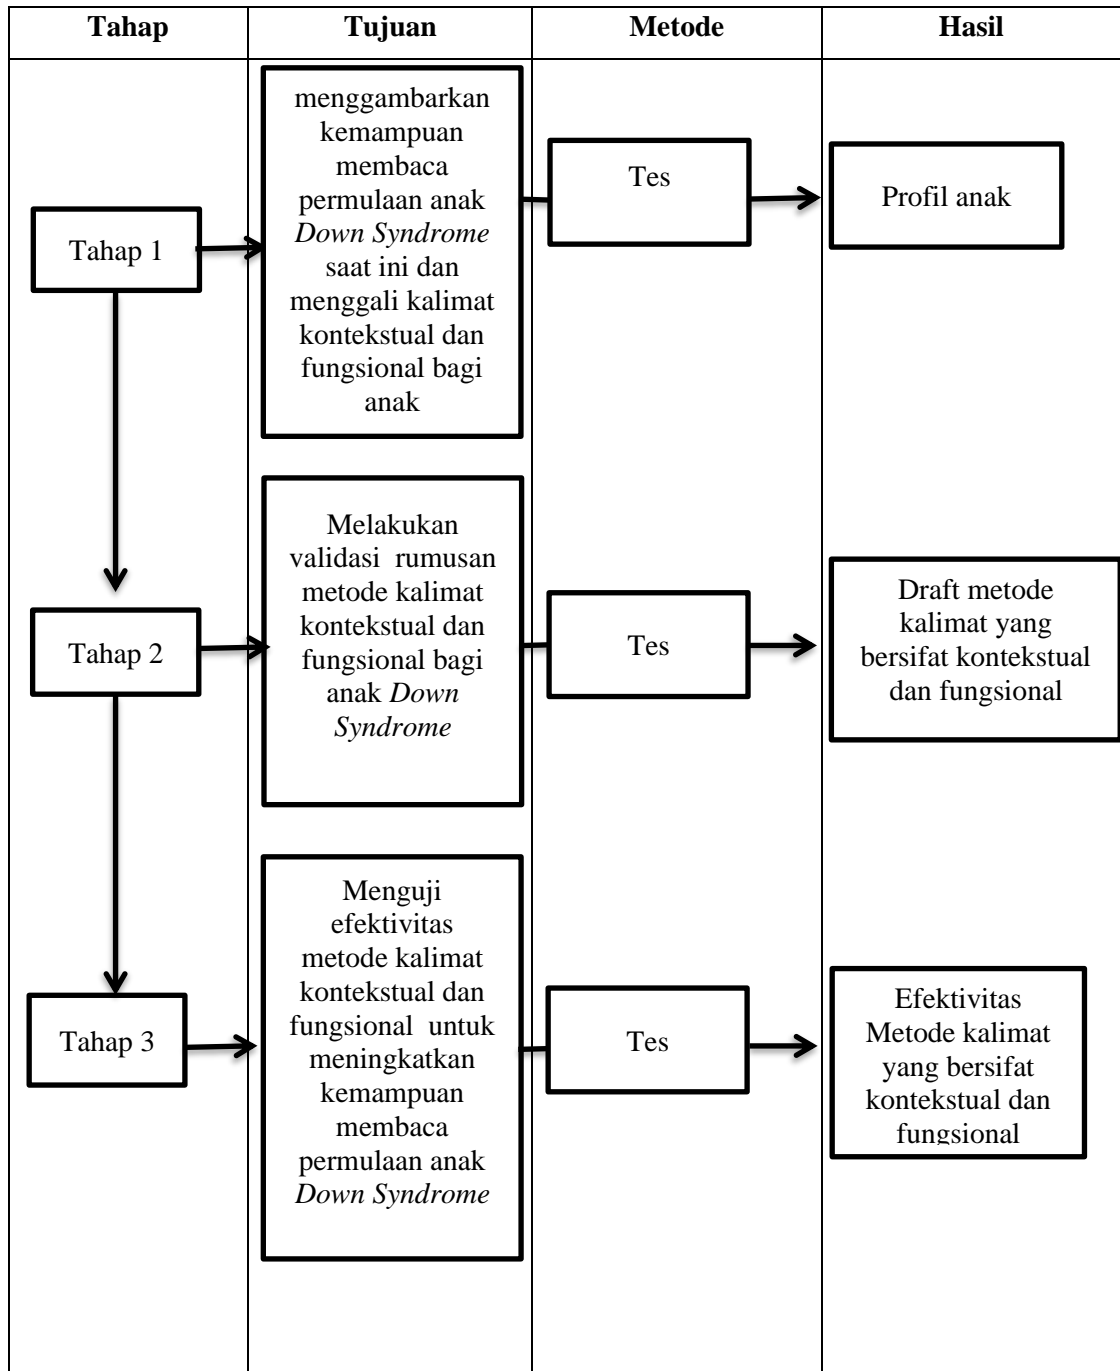 Tahap Tujuan Metode Hasil
Tahap 1
menggambarkan
kemampuan
membaca
permulaan anak
Down Syndrome
saat ini dan
menggali kalimat
kontekstual dan
fungsional bagi
anak
Tes
Profil anak
Tahap 2
Melakukan
validasi rumusan
metode kalimat
kontekstual dan
fungsional bagi
anak Down
Syndrome
Tes
Draft metode
kalimat yang
bersifat kontekstual
dan fungsional
Tahap 3
Menguji
efektivitas
metode kalimat
kontekstual dan
fungsional untuk
meningkatkan
kemampuan
membaca
permulaan anak
Down Syndrome
Tes
Efektivitas
Metode kalimat
yang bersifat
kontekstual dan
fungsional